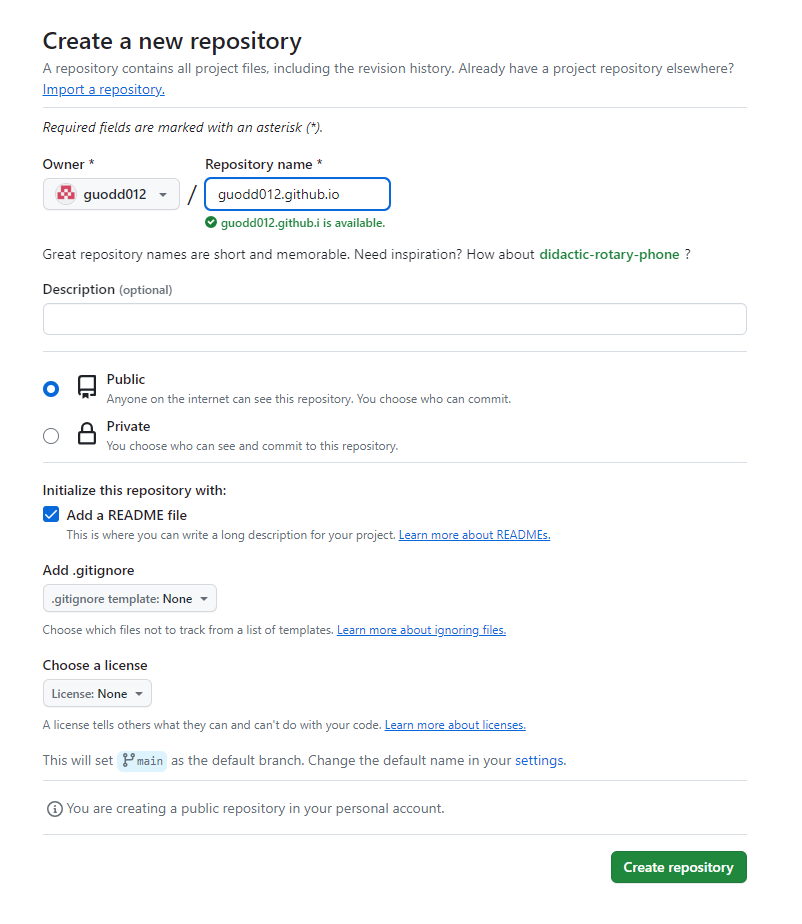 Create a new repository
A repository contains all project files, including the revision history. Already have a project repository elsewhere?
Import a repository.
Required fields are marked with an asterisk (*).
Owner * Repository name *
guodd012 / guodd012.github.io
guodd012.github.i is available.
Great repository names are short and memorable. Need inspiration? How about didactic-rotary-phone ?
Description (optional)
Public
Anyone on the internet can see this repository. You choose who can commit.
Private
You choose who can see and commit to this repository.
Initialize this repository with:
Add a README file
This is where you can write a long description for your project. Learn more about READMEs.
Add .gitignore
.gitignore template: None
Choose which files not to track from a list of templates. Learn more about ignoring files.
Choose a license
License: None
A license tells others what they can and can't do with your code. Learn more about licenses.
This will set main as the default branch. Change the default name in your settings.
You are creating a public repository in your personal account.
Create repository